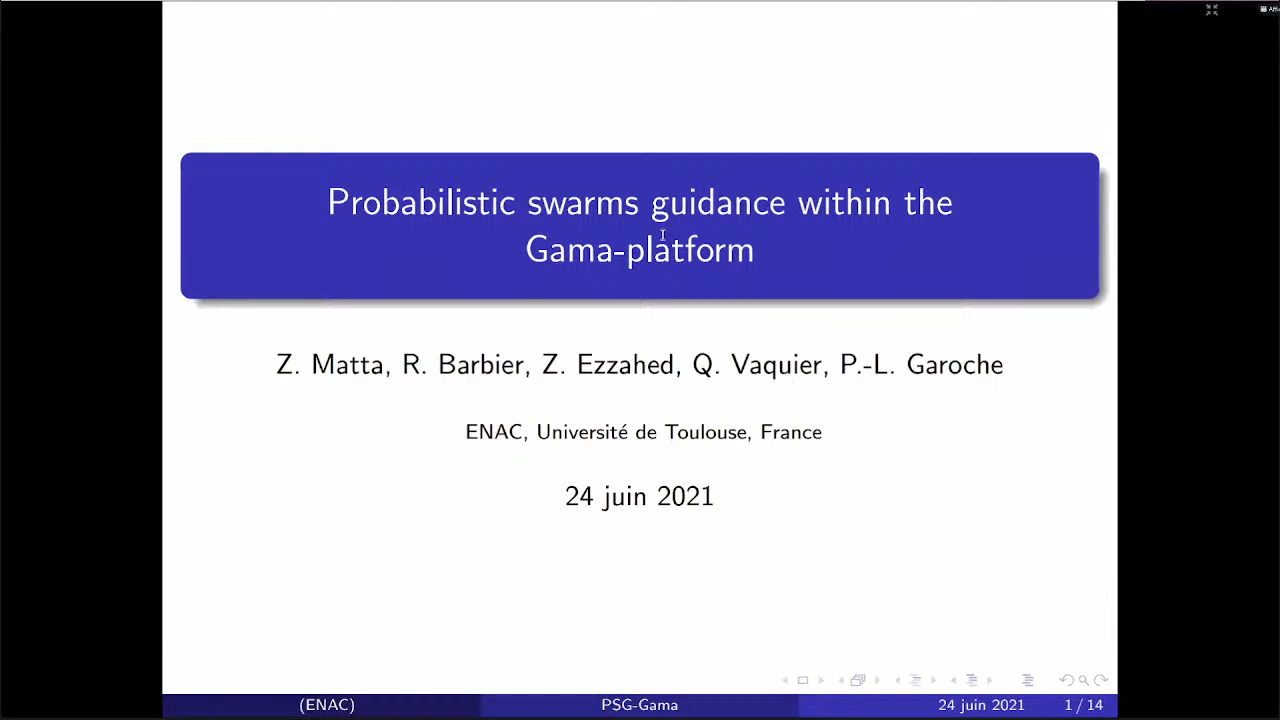 Probabilistic swarms guidance within the
Gama-platform
Z. Matta, R. Barbier, Z. Ezzahed, Q. Vaquier, P.-L. Garoche
ENAC, Université de Toulouse, France
24 juin 2021
(ENAC) PSG-Gama 24 juin 2021 1 / 14